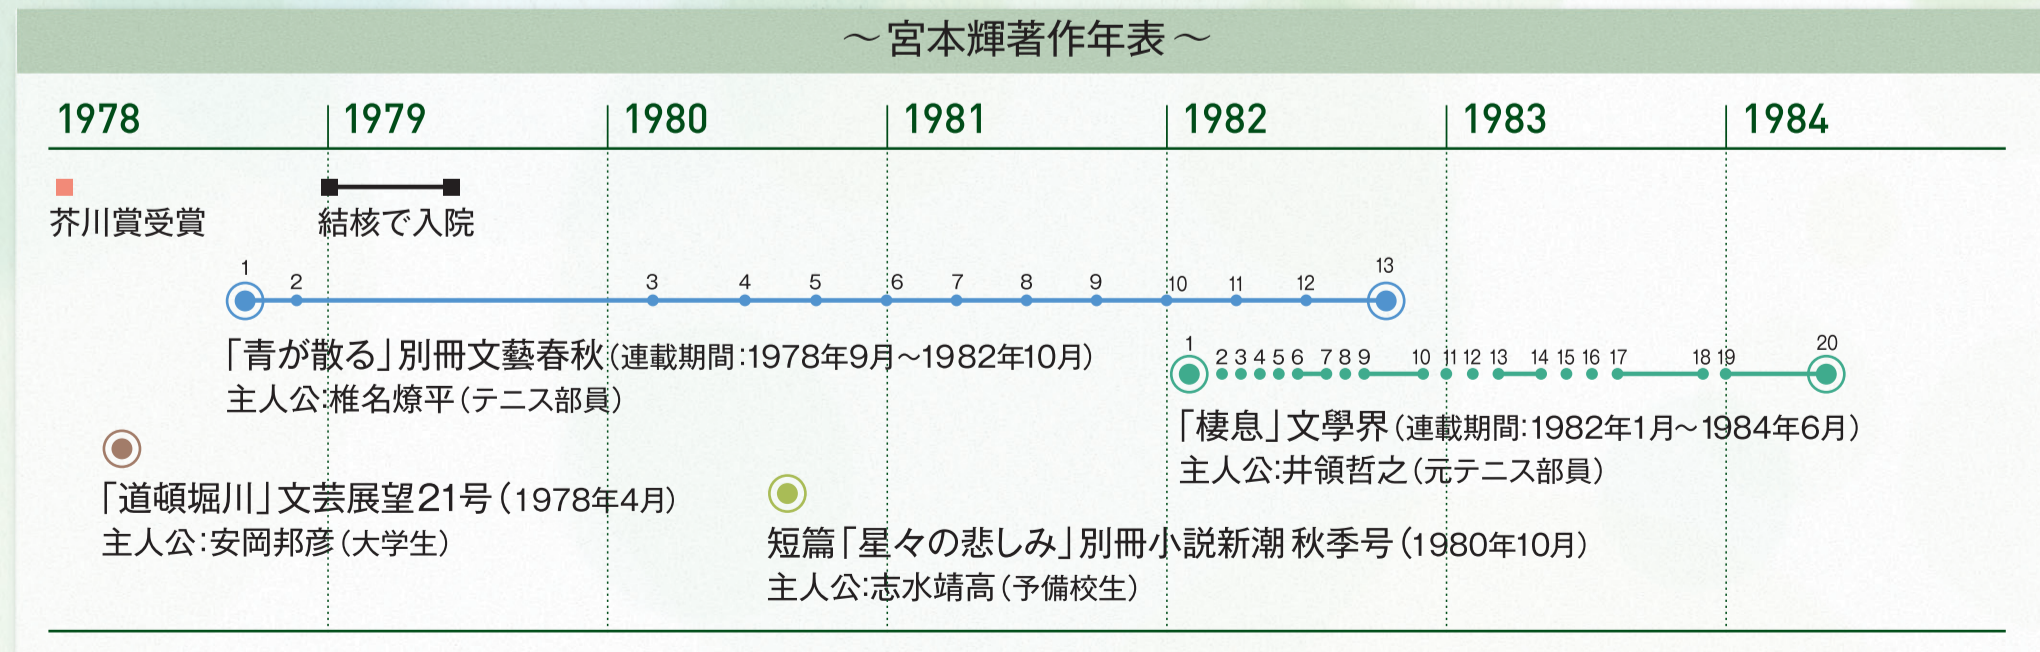 ～宮本輝著作年表～
1978 1979 1980 1981 1982 1983 1984
芥川賞受賞
結核で入院
1 2 3 4 5 6 7 8 9 10 11 12 13
「青が散る」別冊文藝春秋（連載期間：1978年9月～1982年10月）
主人公：椎名燎平（テニス部員）
1 2 3 4 5 6 7 8 9 10 11 12 13 14 15 16 17 18 19 20
「棲息」文學界（連載期間：1982年1月～1984年6月）
主人公：井領哲之（元テニス部員）
「道頓堀川」文芸展望21号（1978年4月）
主人公：安岡邦彦（大学生）
短篇「星々の悲しみ」別冊小説新潮 秋季号（1980年10月）
主人公：志水靖高（予備校生）